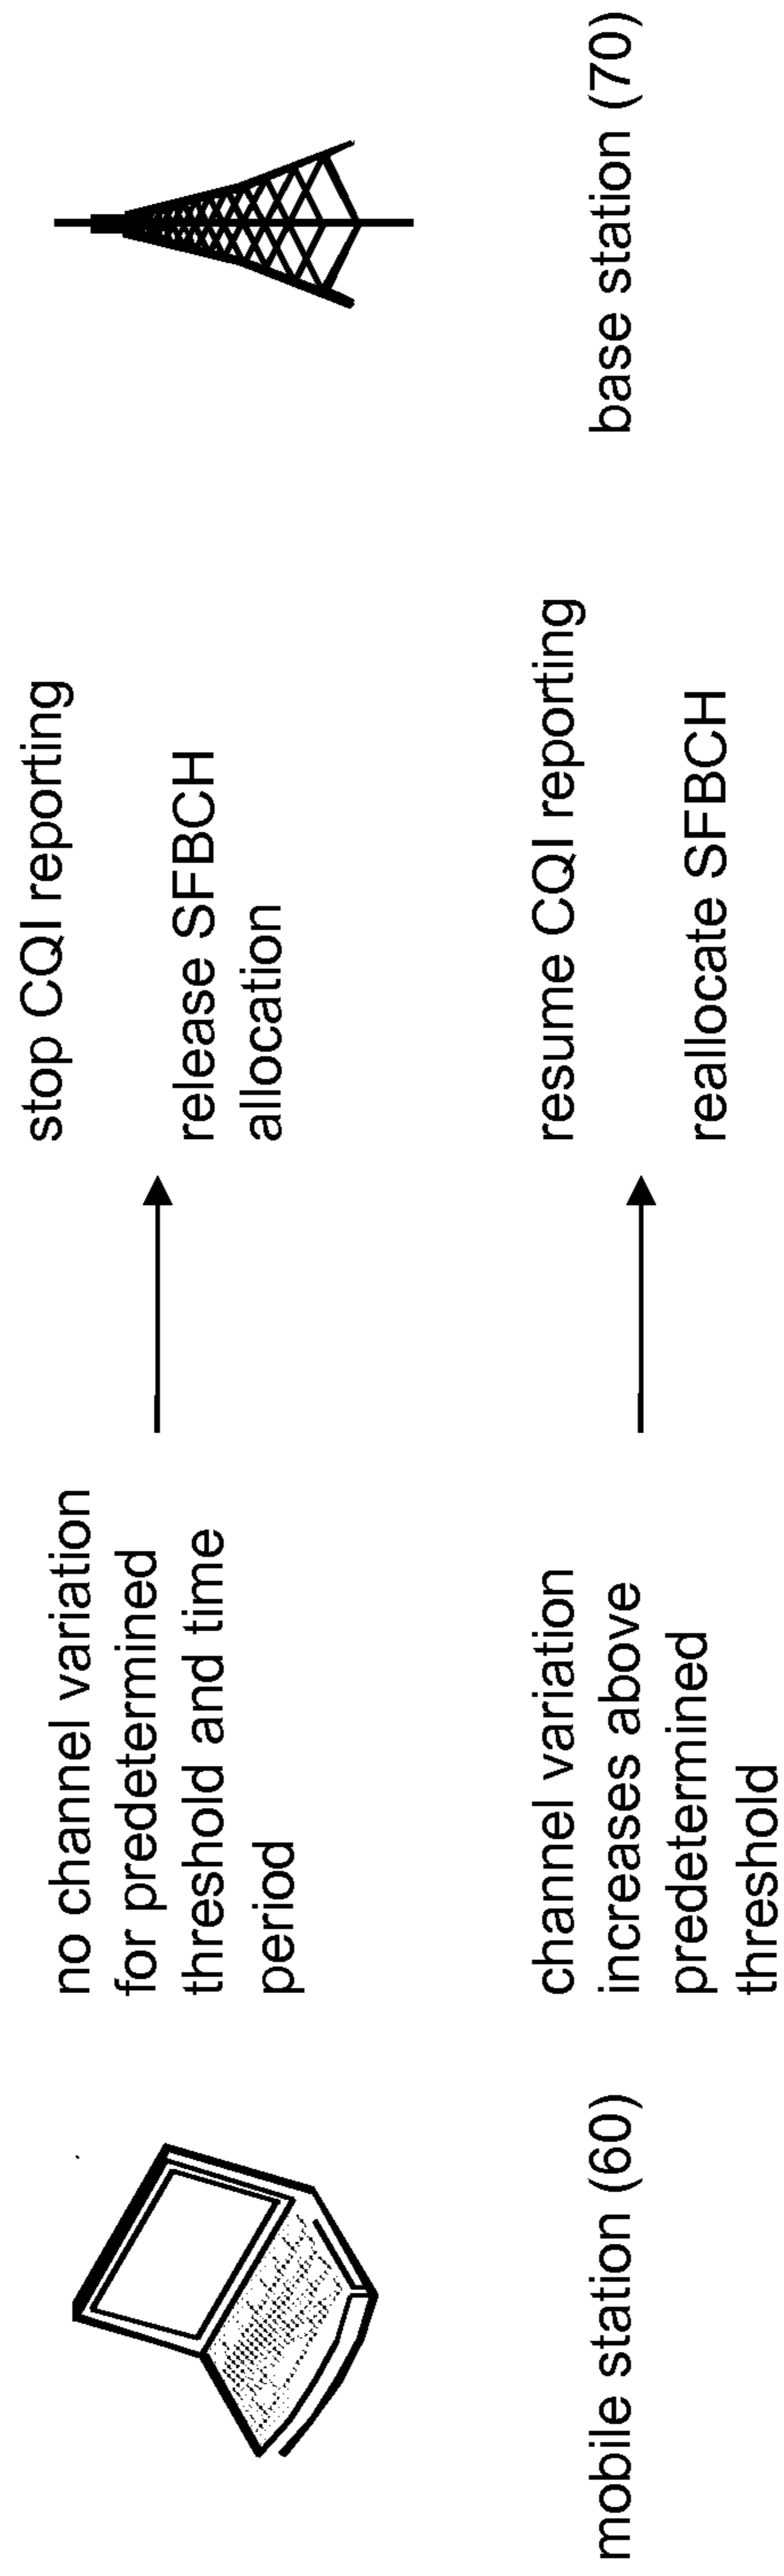 no channel variation
for predetermined
threshold and time
period
stop CQI reporting
release SFBCH
allocation
channel variation
increases above
predetermined
threshold
resume CQI reporting
reallocate SFBCH
mobile station (60)
base station (70)